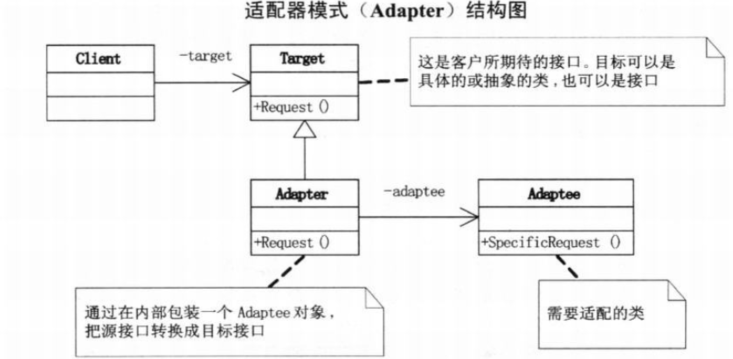 适配器模式（Adapter）结构图
Client
-target
Target
+Request ()
这是客户所期待的接口。目标可以是
具体的或抽象的类，也可以是接口
Adapter
+Request ()
-adaptee
Adaptee
+SpecificRequest ()
通过在内部包装一个 Adaptee 对象，
把源接口转换成目标接口
需要适配的类